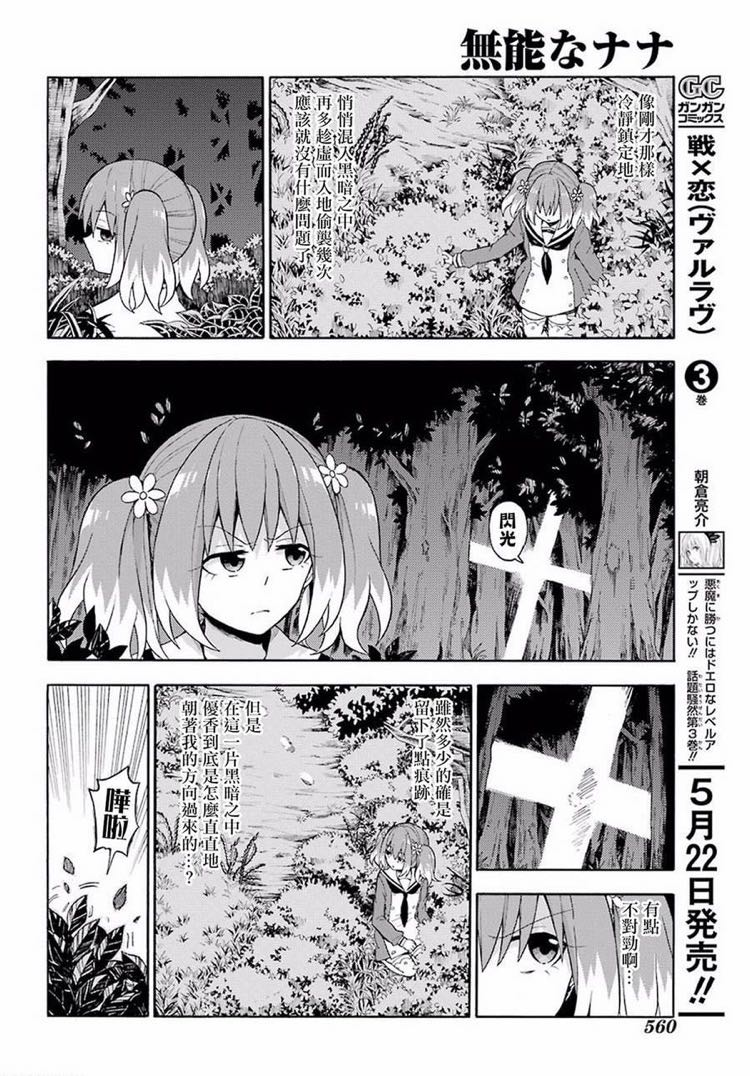 無能なナナ
GC
ガンガン
コミックス
戦×恋(ヴァルラヴ)
3
巻
朝倉亮介
悪魔に勝つにはドエロなレベルア
ップしかない!! 話題騒然第3巻!!
5月22日発売!!
像剛才那樣
冷靜鎮定地
悄悄混入黑暗之中
再多趁虛而入地偷襲幾次
應該就沒有什麼問題了
閃光
有點
不對勁啊…
雖然多少的確是
留下了點痕跡
但是
在這一片黑暗之中
優香到底是怎麼直直地
朝著我的方向過來的…?
嘩啦
560